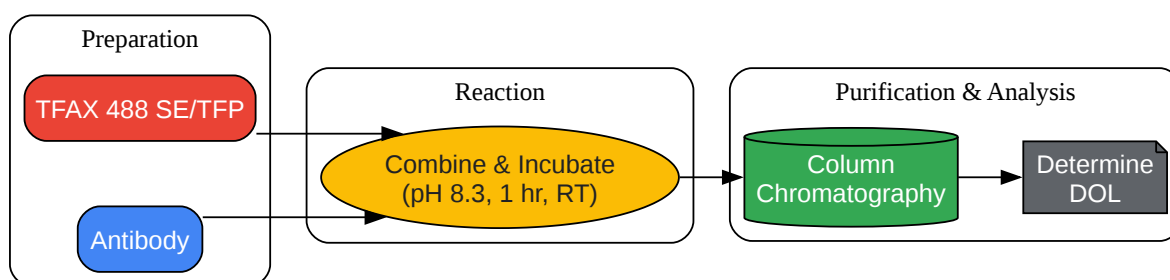 Preparation
TFAX 488 SE/TFP
Antibody
Reaction
Combine & Incubate
(pH 8.3, 1 hr, RT)
Purification & Analysis
Column
Chromatography
Determine
DOL